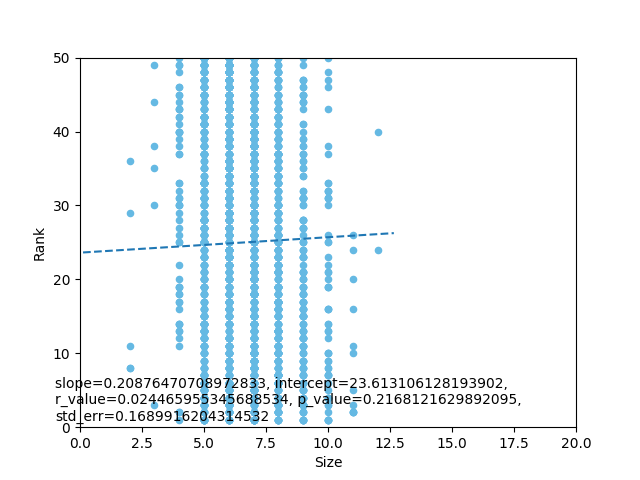 50
40
30
20
10
0
Rank
slope=0.20876470708972833, intercept=23.613106128193902,
r_value=0.024465955345688534, p_value=0.2168121629892095,
std_err=0.1689916204314532
0.0 2.5 5.0 7.5 10.0 12.5 15.0 17.5 20.0
Size